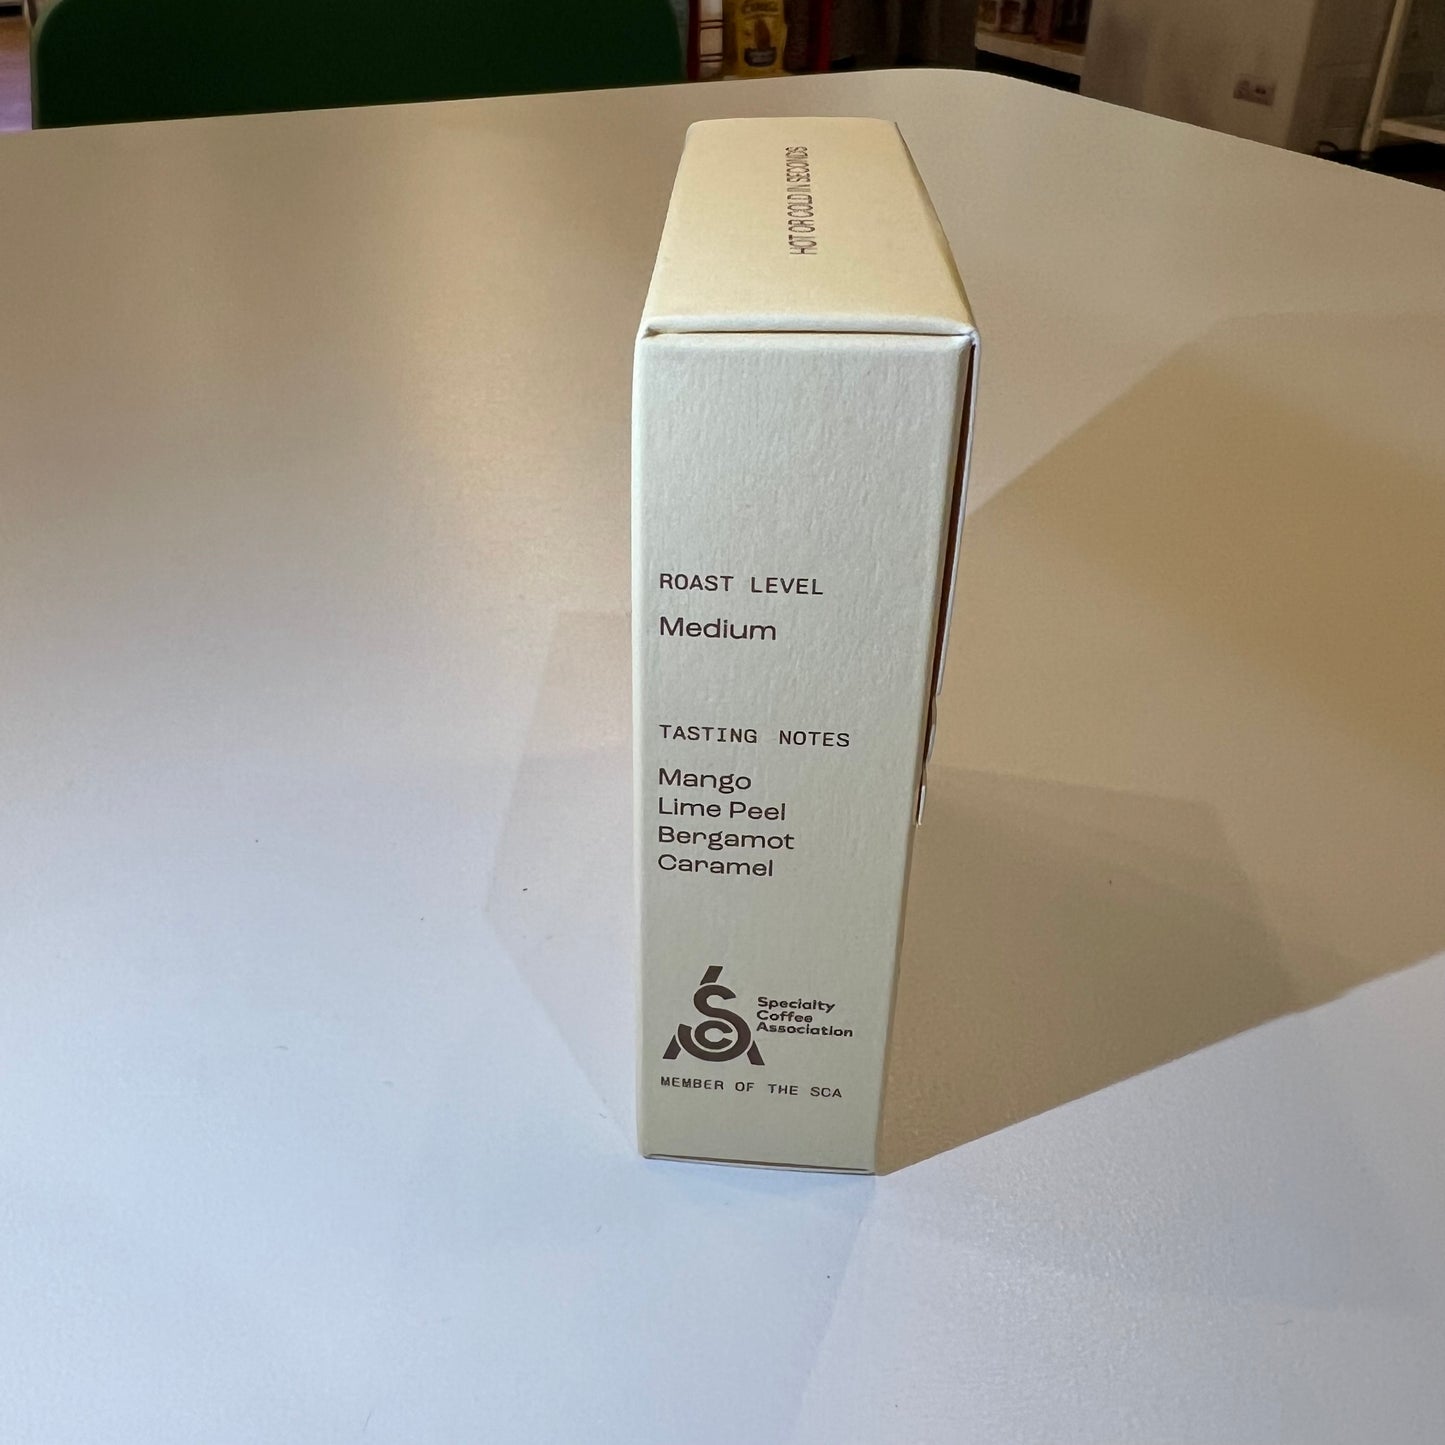 HOT OR COLD IN SECONDS
ROAST LEVEL
Medium
TASTING NOTES
Mango
Lime Peel
Bergamot
Caramel
Specialty
Coffee
Association
MEMBER OF THE SCA